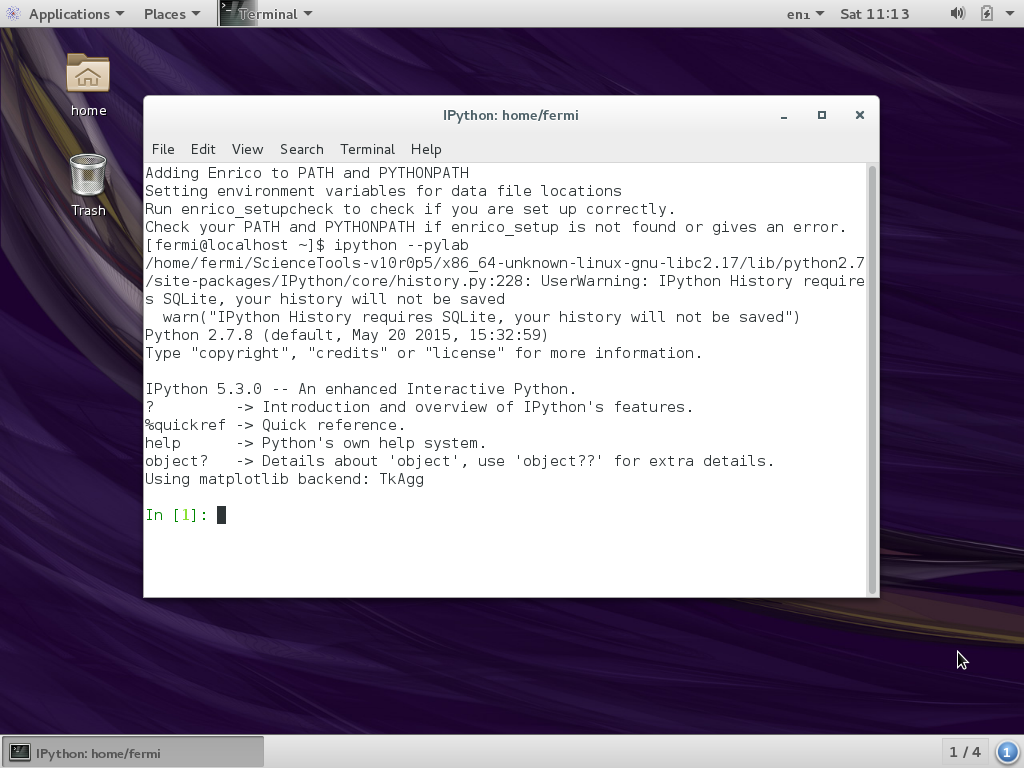 Applications Places Terminal en₁ Sat 11:13
home
Trash
IPython: home/fermi
File Edit View Search Terminal Help
Adding Enrico to PATH and PYTHONPATH
Setting environment variables for data file locations
Run enrico_setupcheck to check if you are set up correctly.
Check your PATH and PYTHONPATH if enrico_setup is not found or gives an error.
[fermi@localhost ~]$ ipython --pylab
/home/fermi/ScienceTools-v10r0p5/x86_64-unknown-linux-gnu-libc2.17/lib/python2.7
/site-packages/IPython/core/history.py:228: UserWarning: IPython History require
s SQLite, your history will not be saved
  warn("IPython History requires SQLite, your history will not be saved")
Python 2.7.8 (default, May 20 2015, 15:32:59)
Type "copyright", "credits" or "license" for more information.
IPython 5.3.0 -- An enhanced Interactive Python.
?         -> Introduction and overview of IPython's features.
%quickref -> Quick reference.
help      -> Python's own help system.
object?   -> Details about 'object', use 'object??' for extra details.
Using matplotlib backend: TkAgg
In [1]:
IPython: home/fermi 1 / 4 1